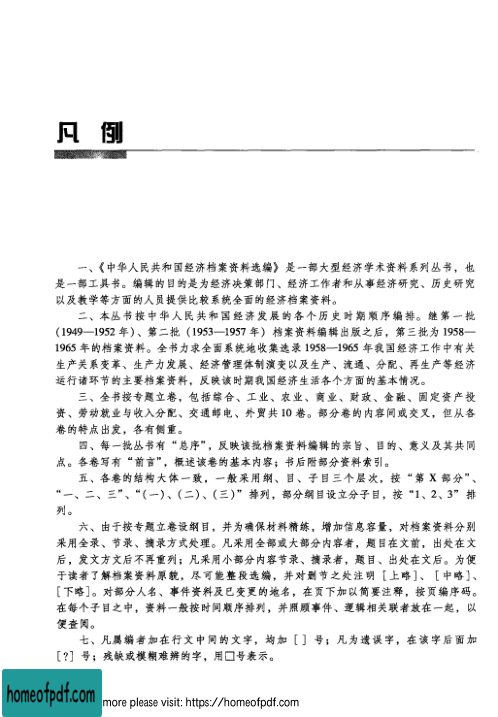 凡 例
一、《中华人民共和国经济档案资料选编》是一部大型经济学术资料系列丛书，也
是一部工具书。编辑的目的是为经济决策部门、经济工作者和从事经济研究、历史研究
以及教学等方面的人员提供比较系统全面的经济档案资料。
二、本丛书按中华人民共和国经济发展的各个历史时期顺序编排。继第一批
（1949—1952年）、第二批（1953—1957年）档案资料编辑出版之后，第三批为1958—
1965年的档案资料。全书力求全面系统地收集选录1958—1965年我国经济工作中有关
生产关系变革、生产力发展、经济管理体制演变以及生产、流通、分配、再生产等经济
运行诸环节的主要档案资料，反映该时期我国经济生活各个方面的基本情况。
三、全书按专题立卷，包括综合、工业、农业、商业、财政、金融、固定资产投
资、劳动就业与收入分配、交通邮电、外贸共10卷。部分卷的内容间或交叉，但从各
卷的特点出发，各有侧重。
四、每一批丛书有“总序”，反映该批档案资料编辑的宗旨、目的、意义及其共同
点。各卷写有“前言”，概述该卷的基本内容；书后附部分资料索引。
五、各卷的结构大体一致，一般采用纲、目、子目三个层次，按“第X部分”、
“一、二、三”、“（一）、（二）、（三）”排列，部分纲目设立分子目，按“1、2、3”排
列。
六、由于按专题立卷设纲目，并为确保材料精练，增加信息容量，对档案资料分别
采用全录、节录、摘录方式处理。凡采用全部或大部分内容者，题目在文前，出处在文
后，发文方文后不再重列；凡采用小部分内容节录、摘录者，题目、出处在文后。为便
于读者了解档案资料原貌，尽可能整段选编，并对删节之处注明［上略］、［中略］、
［下略］。对部分人名、事件资料及已变更的地名，在页下加以简要注释，按页编序码。
在每个子目之中，资料一般按时间顺序排列，并照顾事件、逻辑相关联者放在一起，以
便查阅。
七、凡属编者加在行文中间的文字，均加［ ］号；凡为遗误字，在该字后面加
［？］号；残缺或模糊难辨的字，用□号表示。
homeofpdf.com
more please visit: https://homeofpdf.com